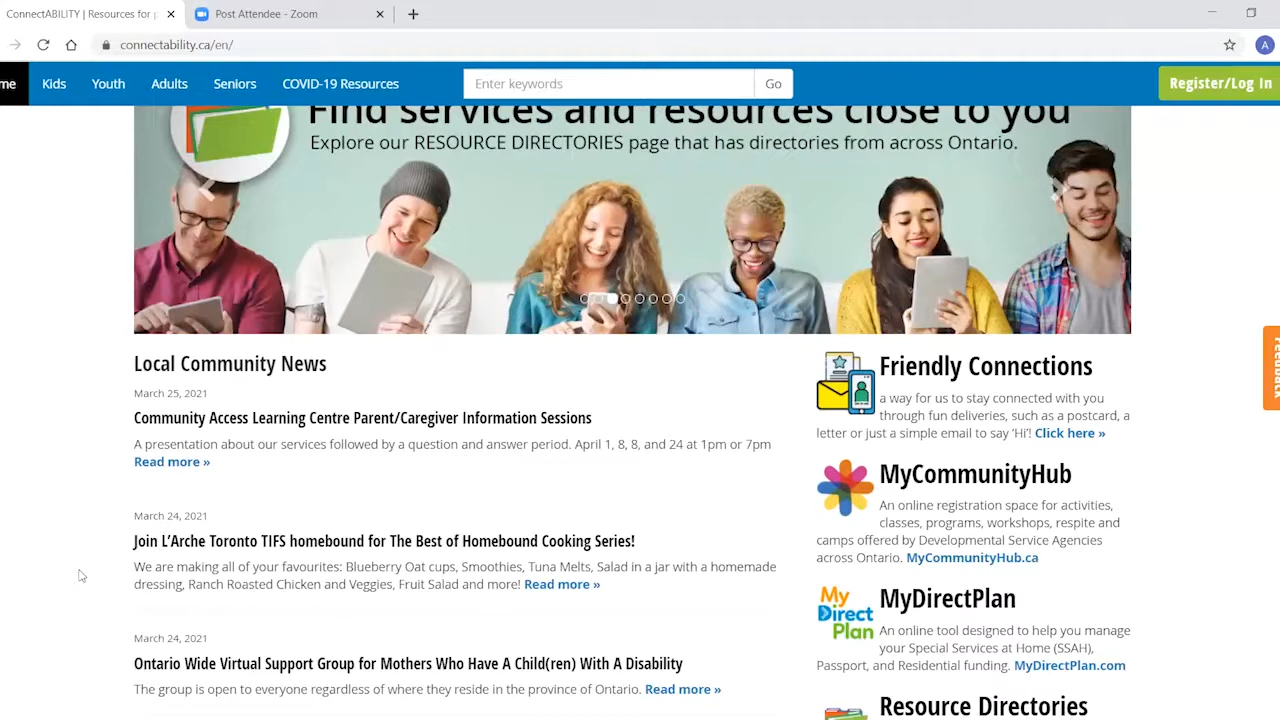 ConnectABILITY | Resources for p
Post Attendee - Zoom
connectability.ca/en/
A
me
Kids
Youth
Adults
Seniors
COVID-19 Resources
Enter keywords
Go
Register/Log In
Find services and resources close to you
Explore our RESOURCE DIRECTORIES page that has directories from across Ontario.
Feedback
Local Community News
March 25, 2021
Community Access Learning Centre Parent/Caregiver Information Sessions
A presentation about our services followed by a question and answer period. April 1, 8, 8, and 24 at 1pm or 7pm
Read more »
March 24, 2021
Join L’Arche Toronto TIFS homebound for The Best of Homebound Cooking Series!
We are making all of your favourites: Blueberry Oat cups, Smoothies, Tuna Melts, Salad in a jar with a homemade
dressing, Ranch Roasted Chicken and Veggies, Fruit Salad and more! Read more »
March 24, 2021
Ontario Wide Virtual Support Group for Mothers Who Have A Child(ren) With A Disability
The group is open to everyone regardless of where they reside in the province of Ontario. Read more »
Friendly Connections
a way for us to stay connected with you
through fun deliveries, such as a postcard, a
letter or just a simple email to say ‘Hi’! Click here »
MyCommunityHub
An online registration space for activities,
classes, programs, workshops, respite and
camps offered by Developmental Service Agencies
across Ontario. MyCommunityHub.ca
My
Direct
Plan
MyDirectPlan
An online tool designed to help you manage
your Special Services at Home (SSAH),
Passport, and Residential funding. MyDirectPlan.com
Resource Directories